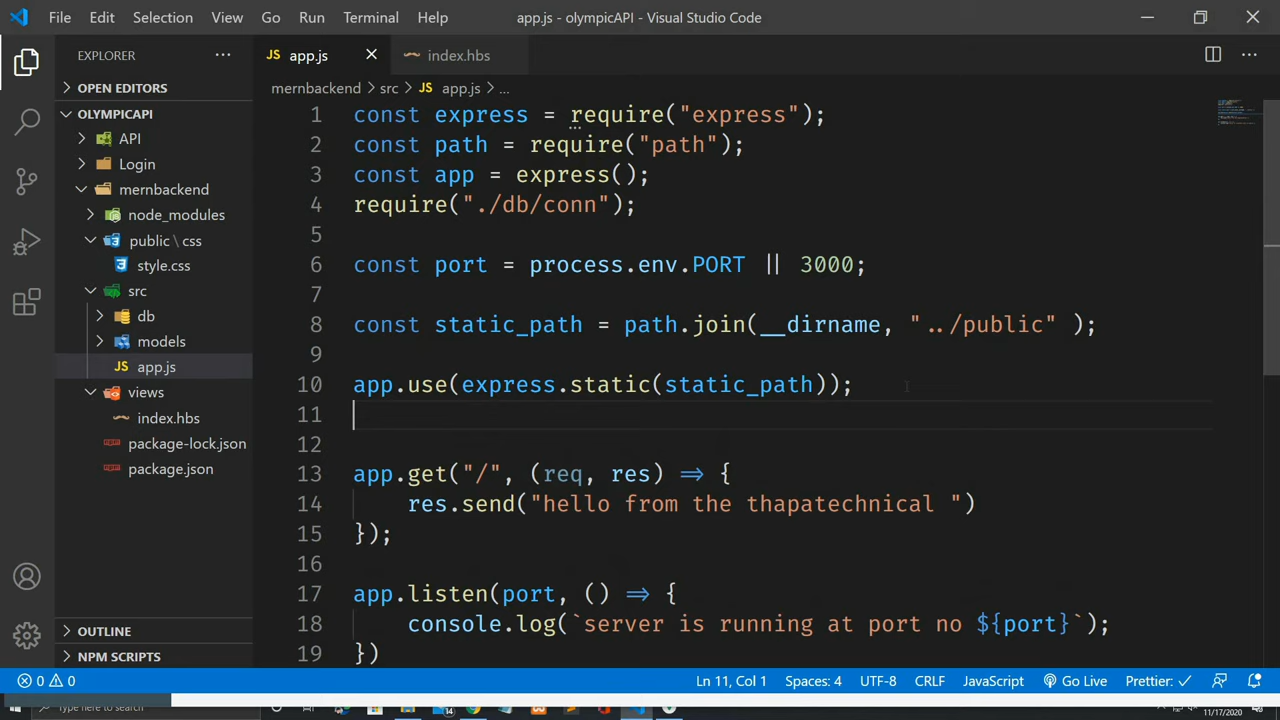 File Edit Selection View Go Run Terminal Help app.js - olympicAPI - Visual Studio Code
EXPLORER
OPEN EDITORS
OLYMPICAPI
API
Login
mernbackend
node_modules
public \ css
style.css
src
db
models
JS app.js
views
index.hbs
package-lock.json
package.json
OUTLINE
NPM SCRIPTS
JS app.js index.hbs
mernbackend > src > JS app.js > ...
1 const express = require("express");
2 const path = require("path");
3 const app = express();
4 require("./db/conn");
5
6 const port = process.env.PORT || 3000;
7
8 const static_path = path.join(__dirname, "../public" );
9
10 app.use(express.static(static_path));
11
12
13 app.get("/", (req, res) => {
14 res.send("hello from the thapatechnical ")
15 });
16
17 app.listen(port, () => {
18 console.log(`server is running at port no ${port}`);
19 })
0 0 Ln 11, Col 1 Spaces: 4 UTF-8 CRLF JavaScript Go Live Prettier: ✓
Type here to search
11/17/2020